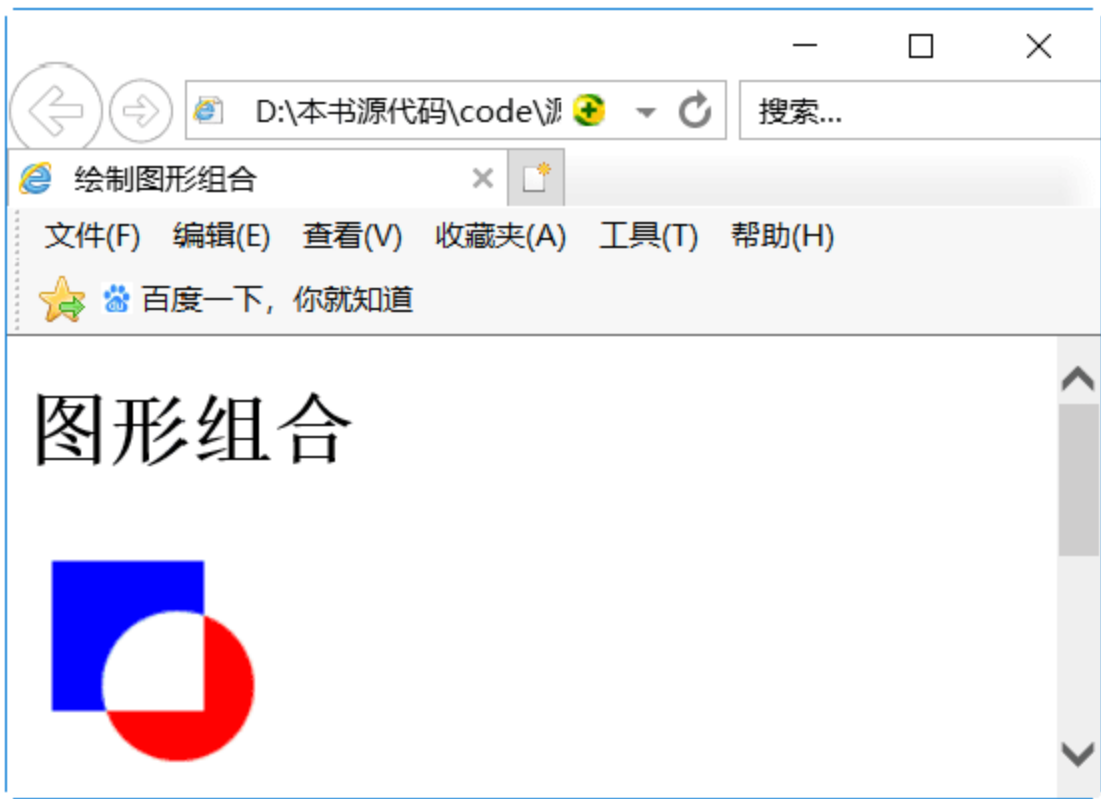 D:\本书源代码\code\源
搜索...
绘制图形组合
文件(F) 编辑(E) 查看(V) 收藏夹(A) 工具(T) 帮助(H)
百度一下，你就知道
图形组合